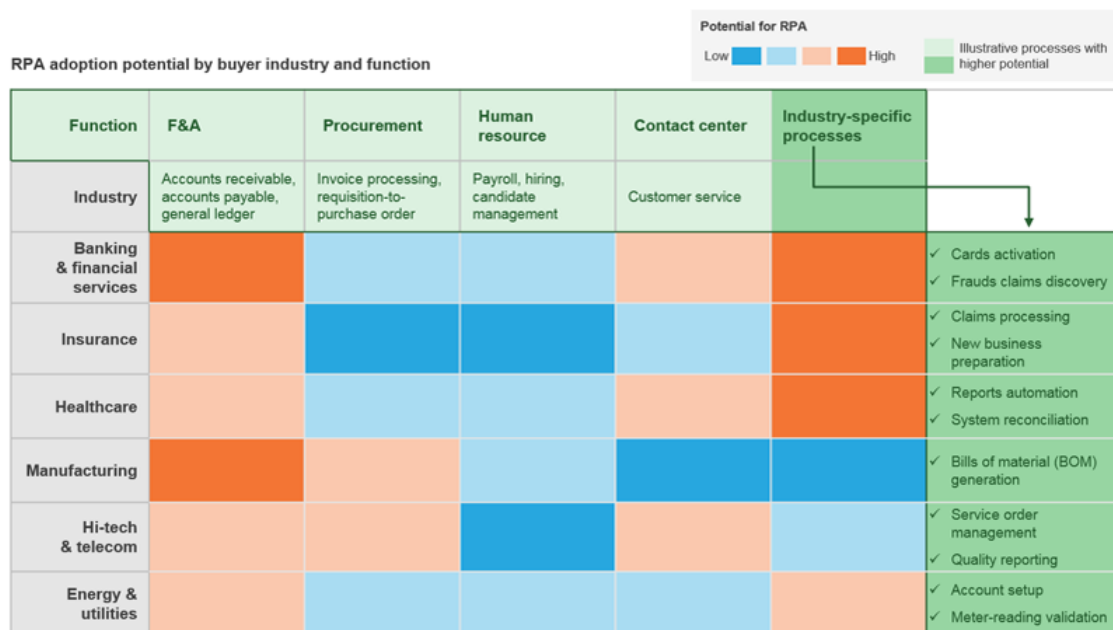 Potential for RPA
Low
High
Illustrative processes with
higher potential
RPA adoption potential by buyer industry and function
Function
F&A
Procurement
Human
resource
Contact center
Industry-specific
processes
Industry
Accounts receivable,
accounts payable,
general ledger
Invoice processing,
requisition-to-
purchase order
Payroll, hiring,
candidate
management
Customer service
Banking
& financial
services
✓ Cards activation
✓ Frauds claims discovery
Insurance
✓ Claims processing
✓ New business
preparation
Healthcare
✓ Reports automation
✓ System reconciliation
Manufacturing
✓ Bills of material (BOM)
generation
Hi-tech
& telecom
✓ Service order
management
✓ Quality reporting
Energy &
utilities
✓ Account setup
✓ Meter-reading validation